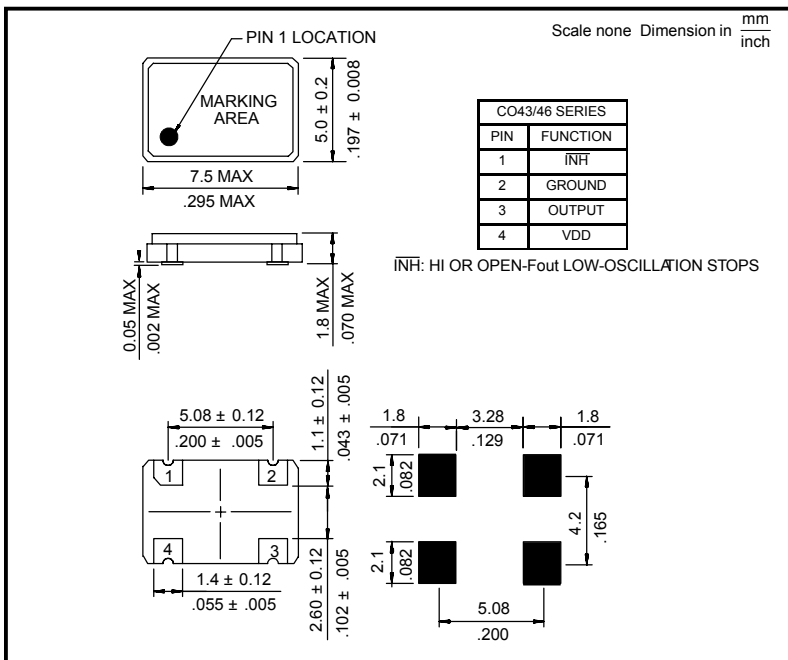 Scale none Dimension in mm
inch
PIN 1 LOCATION
MARKING
AREA
5.0 ± 0.2
.197 ± 0.008
7.5 MAX
.295 MAX
CO43/46 SERIES
PIN FUNCTION
1 INH
2 GROUND
3 OUTPUT
4 VDD
INH: HI OR OPEN-Fout LOW-OSCILLATION STOPS
0.05 MAX
.002 MAX
1.8 MAX
.070 MAX
5.08 ± 0.12
.200 ± .005
1.1 ± 0.12
.043 ± .005
1 2
4 3
1.4 ± 0.12
.055 ± .005
2.60 ± 0.12
.102 ± .005
1.8 3.28 1.8
.071 .129 .071
2.1
.082
4.2
.165
2.1
.082
5.08
.200